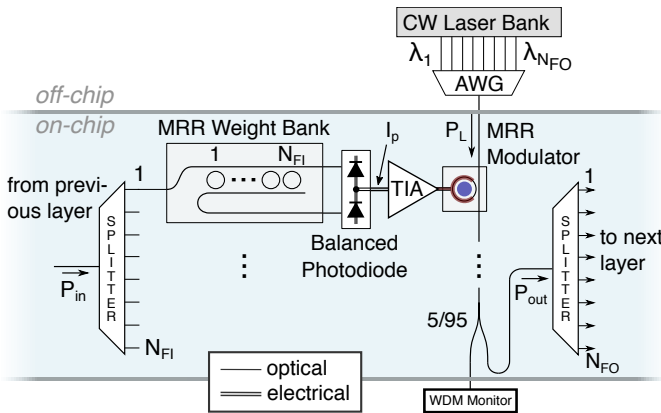 CW Laser Bank
λ1 λNFO
AWG
off-chip
on-chip
MRR Weight Bank
1 NFI
Ip
PL
MRR
Modulator
TIA
from previ-
ous layer
1
SPLITTER
Pin
NFI
Balanced
Photodiode
5/95
Pout
1
SPLITTER
to next
layer
NFO
optical
electrical
WDM Monitor